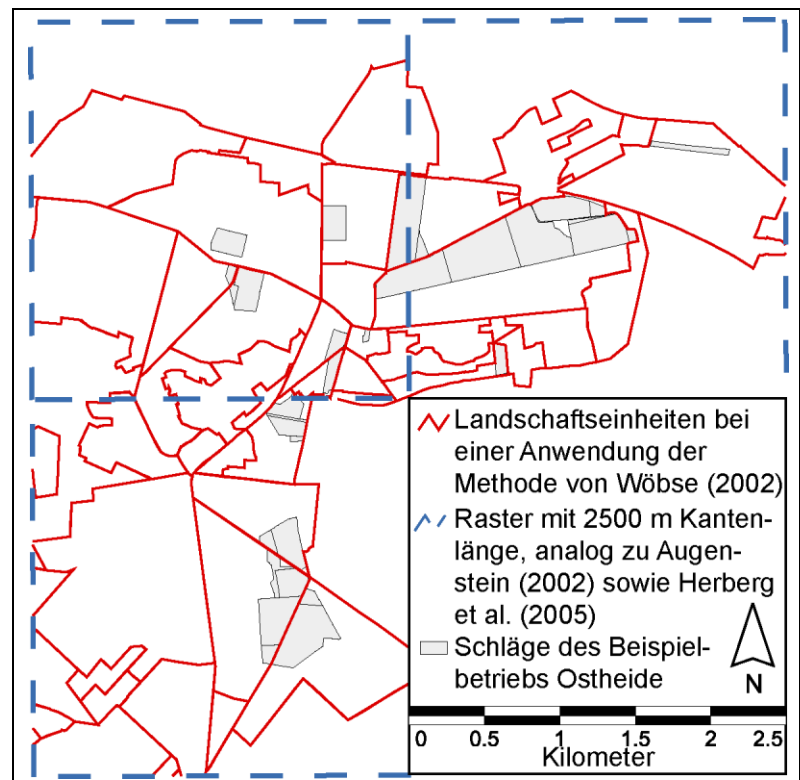 Landschaftseinheiten bei
einer Anwendung der
Methode von Wöbse (2002)
Raster mit 2500 m Kanten-
länge, analog zu Augen-
stein (2002) sowie Herberg
et al. (2005)
Schläge des Beispiel-
betriebs Ostheide
N
0 0.5 1 1.5 2 2.5
Kilometer